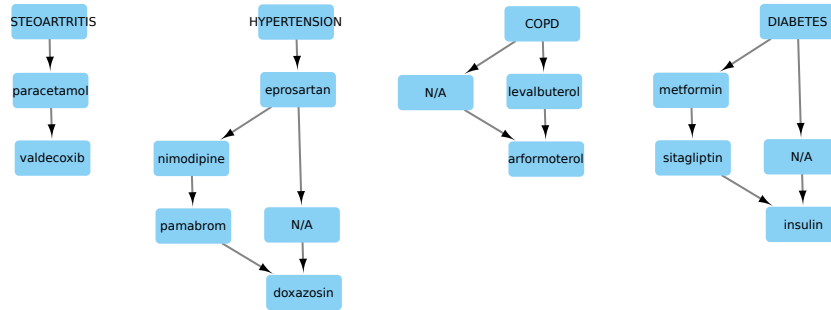 STEOARTRITIS
paracetamol
valdecoxib
HYPERTENSION
eprosartan
nimodipine
pamabrom
N/A
doxazosin
COPD
N/A
levalbuterol
arformoterol
DIABETES
metformin
sitagliptin
N/A
insulin